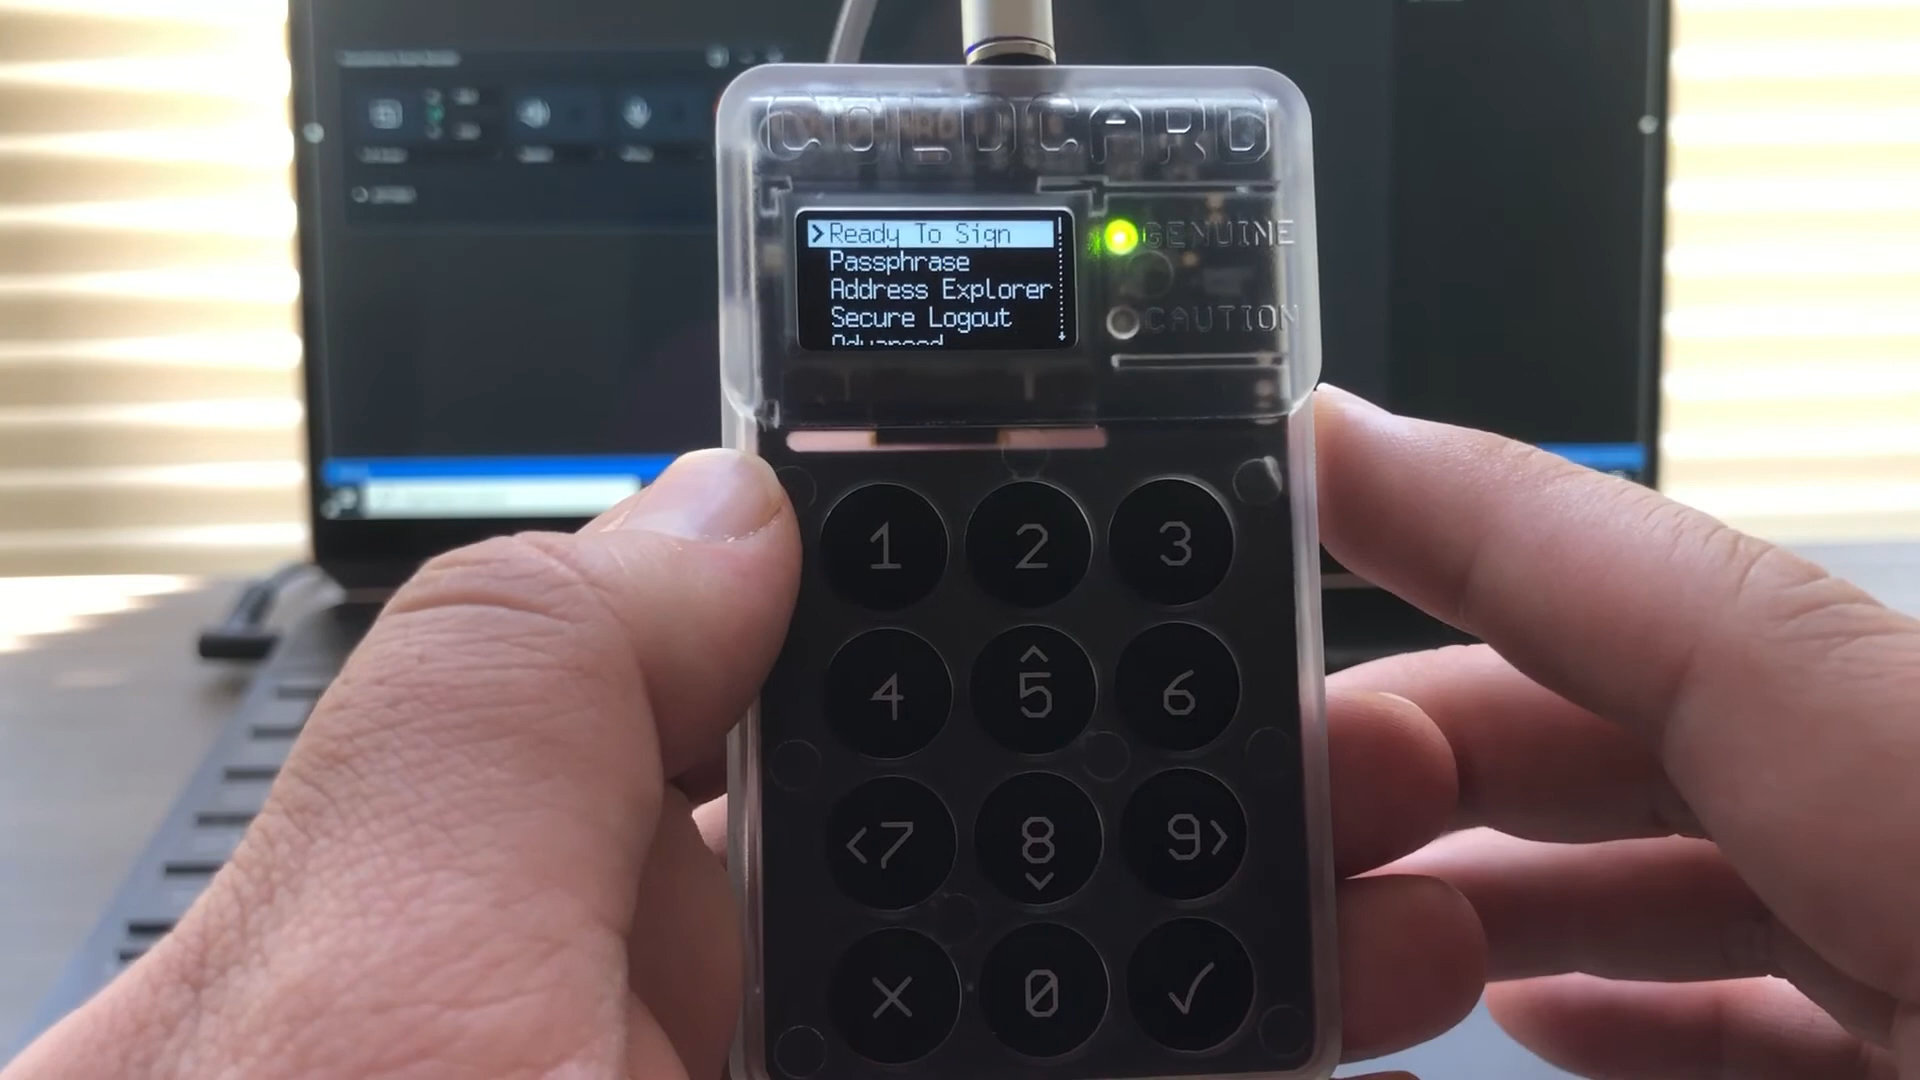 COLDCARD
>Ready To Sign
Passphrase
Address Explorer
Secure Logout
Advanced
GENUINE
CAUTION
1 2 3
4 5 6
<7 8 9>
0